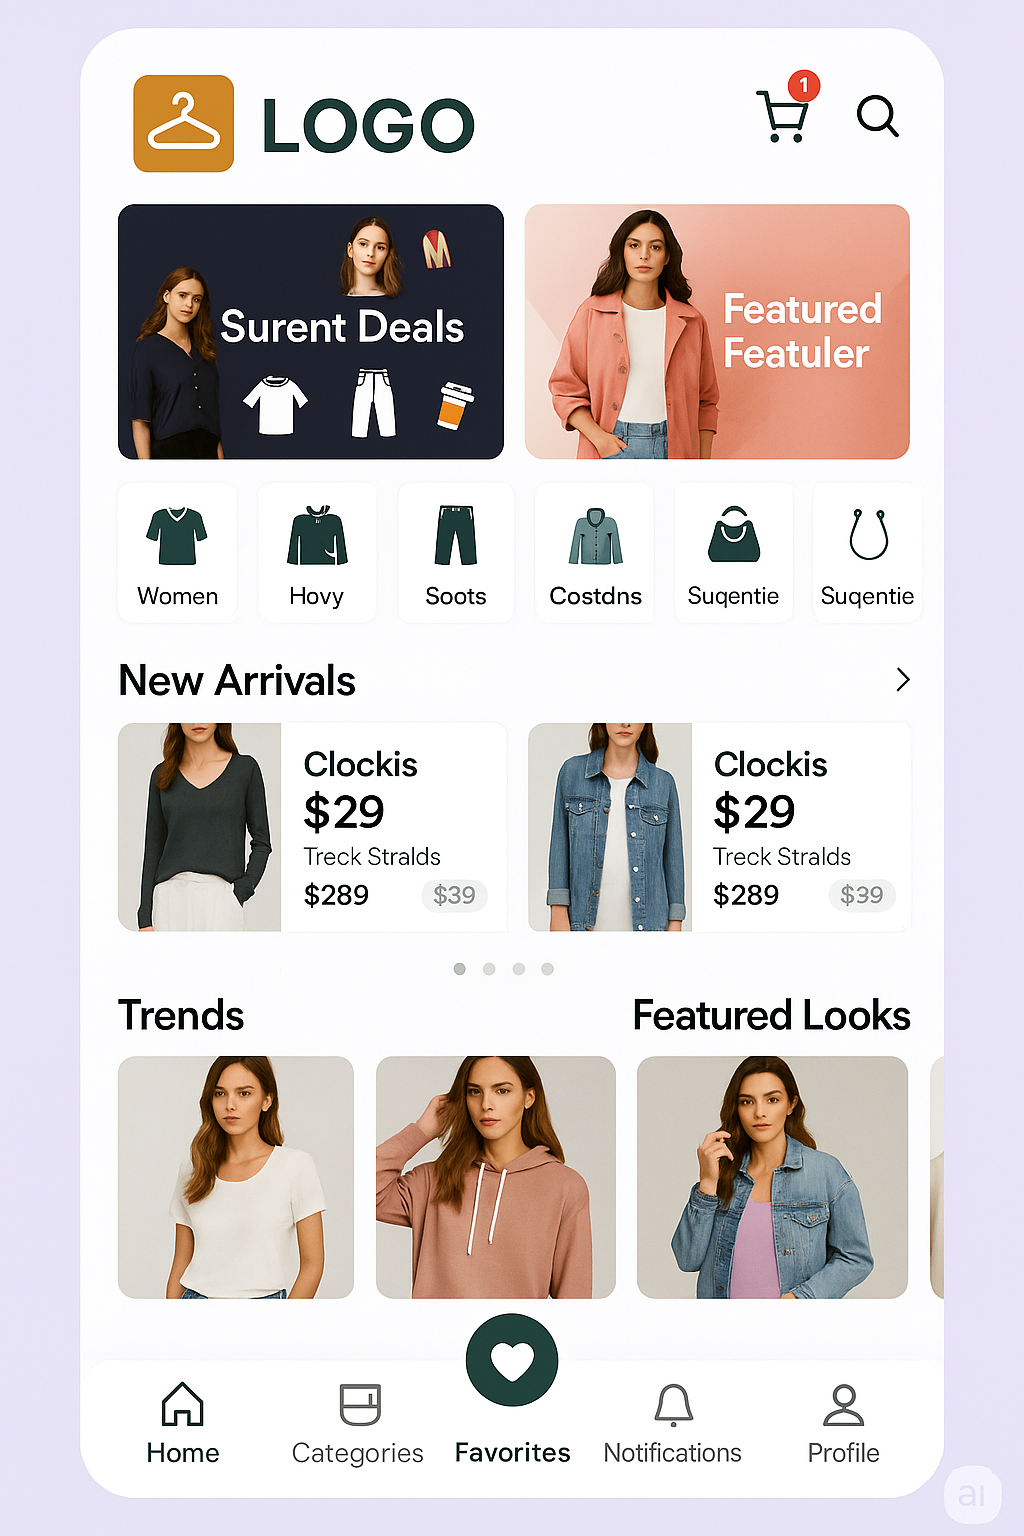 LOGO
1
Surent Deals
M
Featured
Featuler
Women
Hovy
Soots
Costdns
Suqentie
Suqentie
New Arrivals
Clockis
$29
Treck Stralds
$289
$39
Clockis
$29
Treck Stralds
$289
$39
Trends
Featured Looks
Home
Categories
Favorites
Notifications
Profile
ai